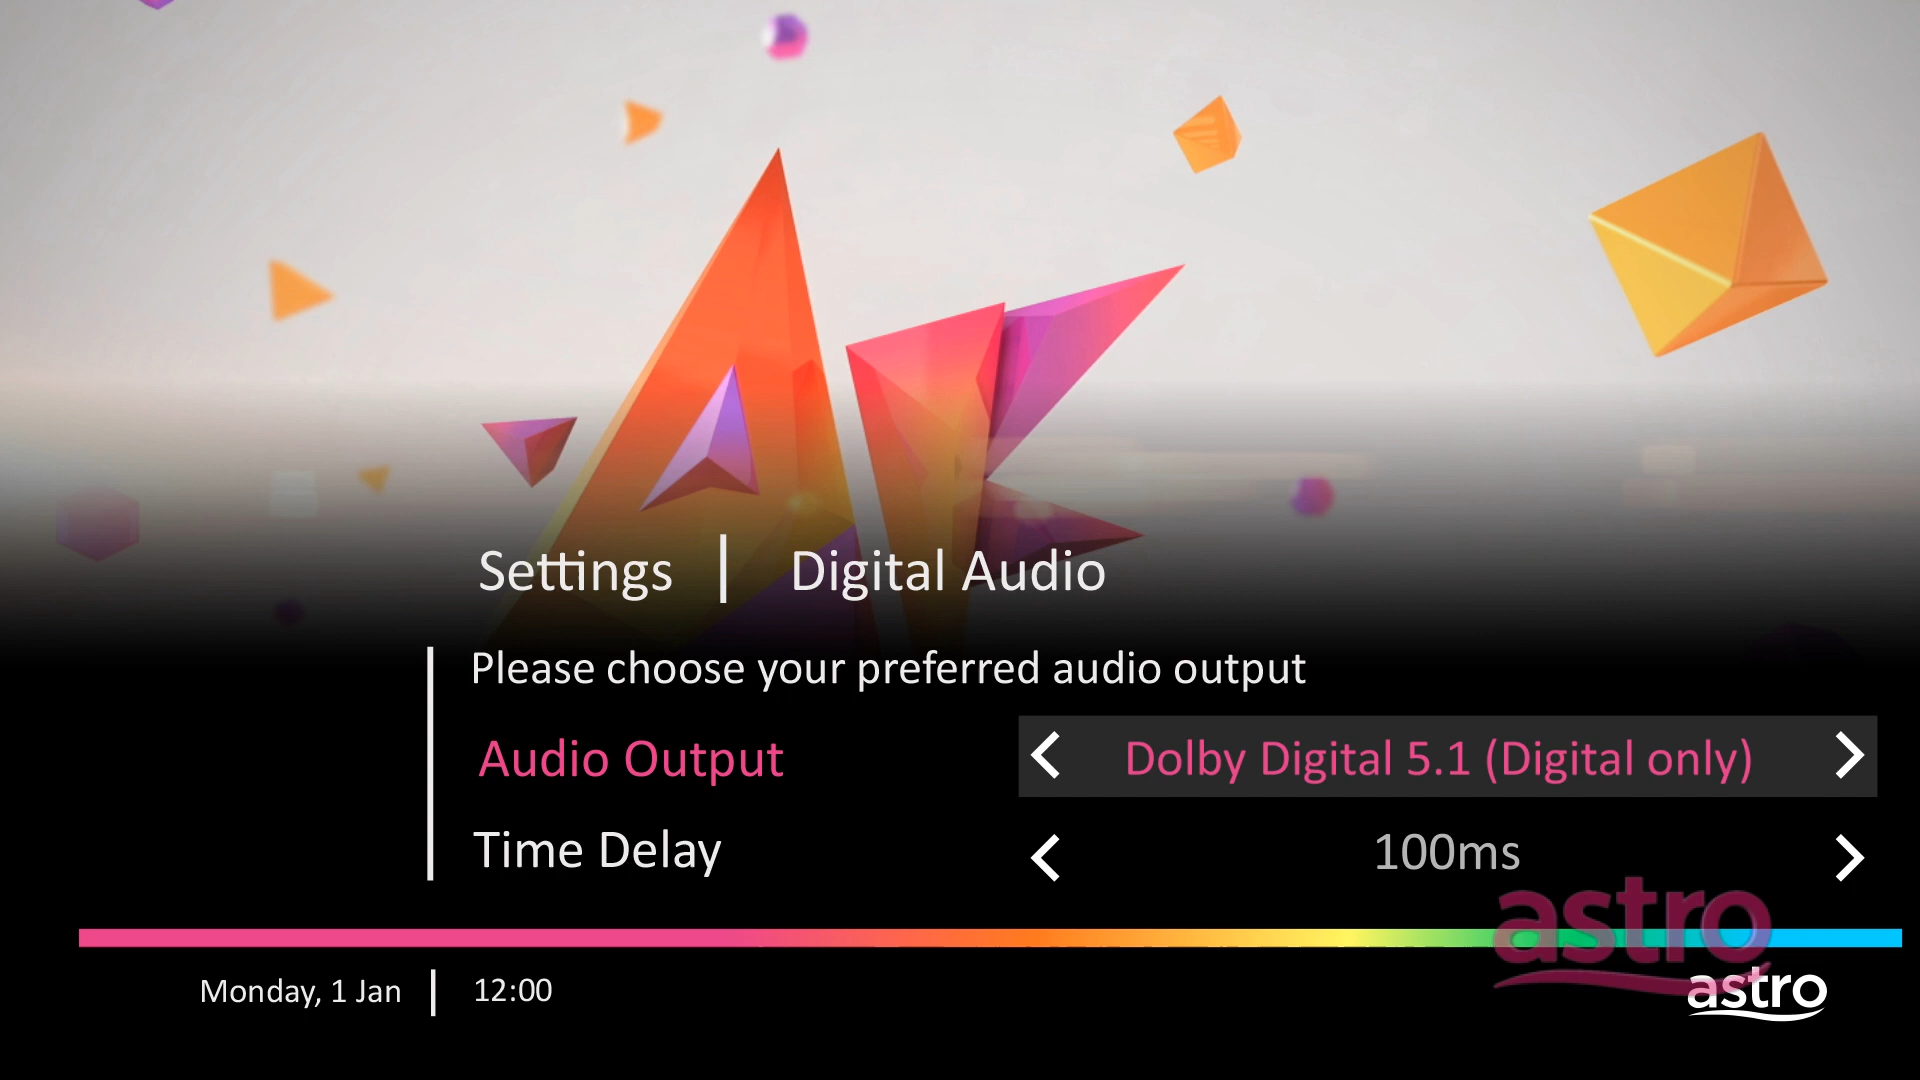 AK
Settings | Digital Audio
Please choose your preferred audio output
Audio Output < Dolby Digital 5.1 (Digital only) >
Time Delay < 100ms >
astro
Monday, 1 Jan | 12:00
astro